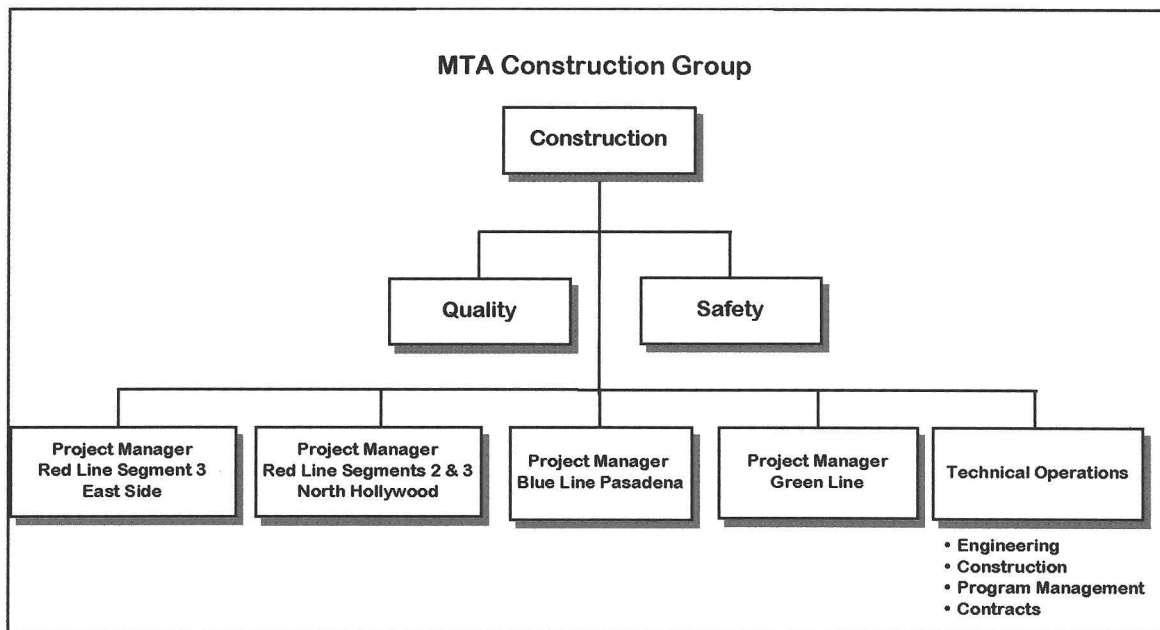 MTA Construction Group
Construction
Quality
Safety
Project Manager
Red Line Segment 3
East Side
Project Manager
Red Line Segments 2 & 3
North Hollywood
Project Manager
Blue Line Pasadena
Project Manager
Green Line
Technical Operations
• Engineering
• Construction
• Program Management
• Contracts